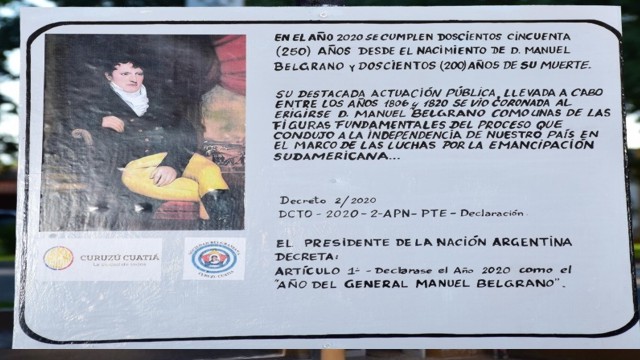 EN EL AÑO 2020 SE CUMPLEN DOSCIENTOS CINCUENTA
(250) AÑOS DESDE EL NACIMIENTO DE D. MANUEL
BELGRANO Y DOSCIENTOS (200) AÑOS DE SU MUERTE.
SU DESTACADA ACTUACIÓN PÚBLICA, LLEVADA A CABO
ENTRE LOS AÑOS 1806 y 1820 SE VIO CORONADA AL
ERIGIRSE D. MANUEL BELGRANO COMO UNAS DE LAS
FIGURAS FUNDAMENTALES DEL PROCESO QUE
CONDUJO A LA INDEPENDENCIA DE NUESTRO PAÍS EN
EL MARCO DE LAS LUCHAS POR LA EMANCIPACIÓN
SUDAMERICANA...
Decreto 2/2020
DCTO-2020-2-APN-PTE-Declaración.
EL PRESIDENTE DE LA NACIÓN ARGENTINA
DECRETA:
ARTÍCULO 1º - Declarase el Año 2020 como el
"AÑO DEL GENERAL MANUEL BELGRANO".
CURUZÚ CUATIÁ